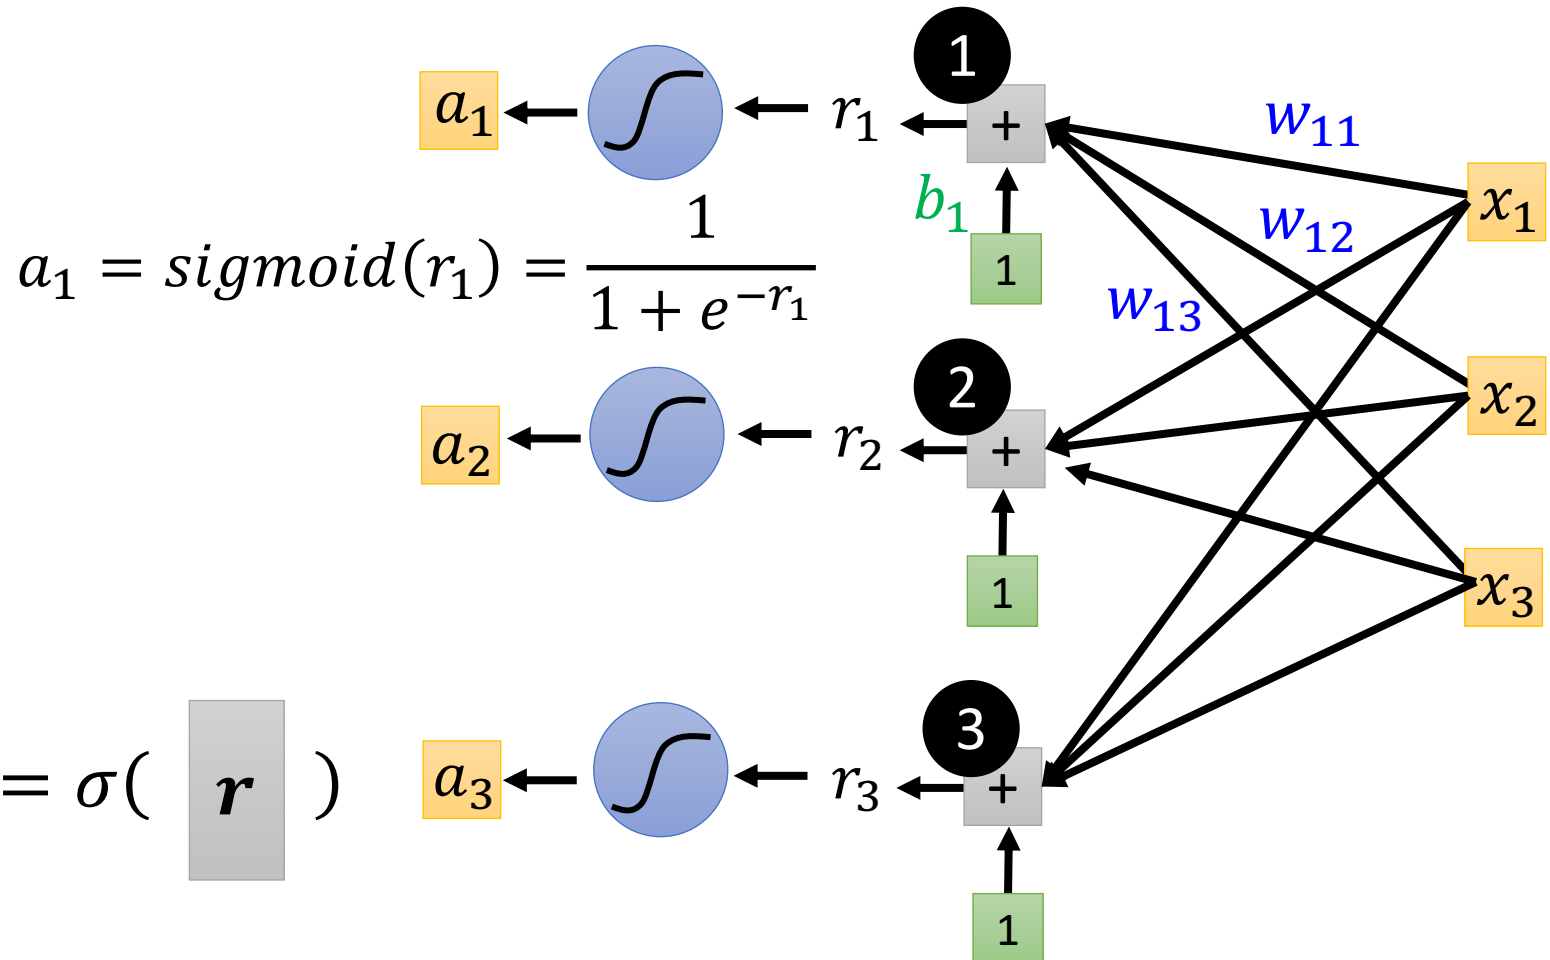 1
a₁ r₁ + w₁₁
b₁ w₁₂ x₁
a₁ = sigmoid(r₁) = 1 / (1 + e^(−r₁)) 1 w₁₃
2
a₂ r₂ + x₂
1 x₃
3
= σ( r ) a₃ r₃ +
1